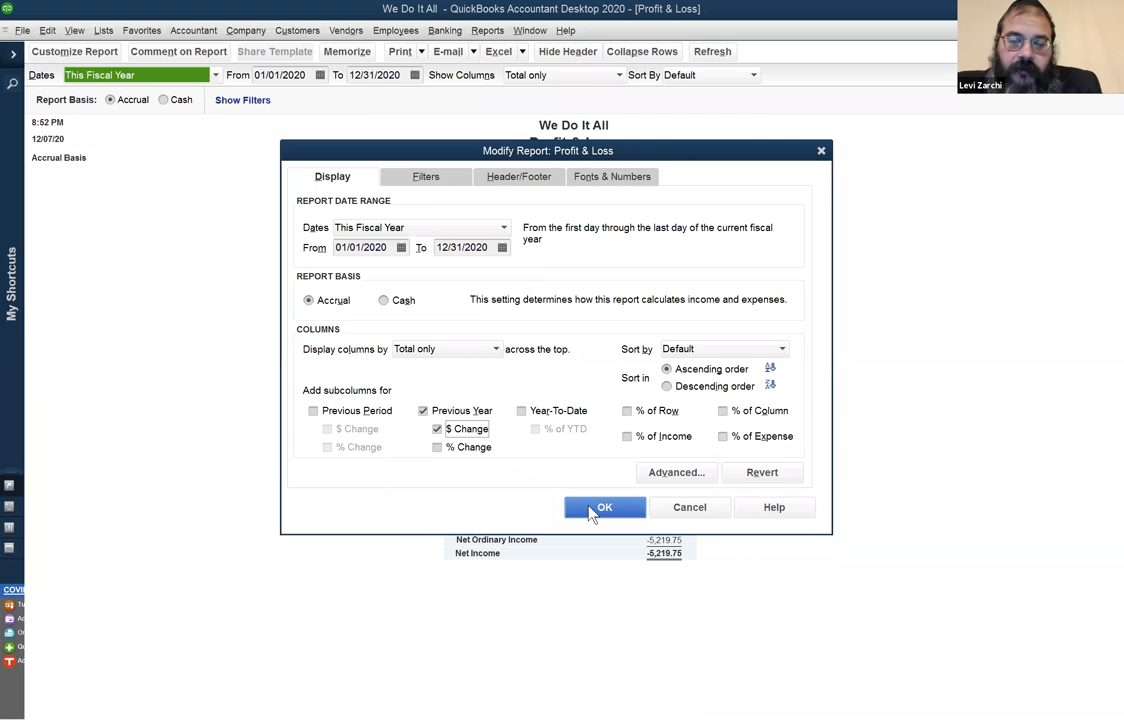 We Do It All - QuickBooks Accountant Desktop 2020 - [Profit & Loss]
File Edit View Lists Favorites Accountant Company Customers Vendors Employees Banking Reports Window Help
Customize Report Comment on Report Share Template Memorize Print E-mail Excel Hide Header Collapse Rows Refresh
Dates This Fiscal Year From 01/01/2020 To 12/31/2020 Show Columns Total only Sort By Default
Levi Zarchi
Report Basis: Accrual Cash Show Filters
8:52 PM
12/07/20
Accrual Basis
We Do It All
Modify Report: Profit & Loss
Display Filters Header/Footer Fonts & Numbers
REPORT DATE RANGE
Dates This Fiscal Year From the first day through the last day of the current fiscal
year
From 01/01/2020 To 12/31/2020
REPORT BASIS
Accrual Cash This setting determines how this report calculates income and expenses.
COLUMNS
Display columns by Total only across the top. Sort by Default
Sort in Ascending order
Descending order
Add subcolumns for
Previous Period Previous Year Year-To-Date % of Row % of Column
$ Change $ Change % of YTD
% of Income % of Expense
% Change % Change
Advanced... Revert
OK Cancel Help
Net Ordinary Income -5,219.75
Net Income -5,219.75
My Shortcuts
COVI